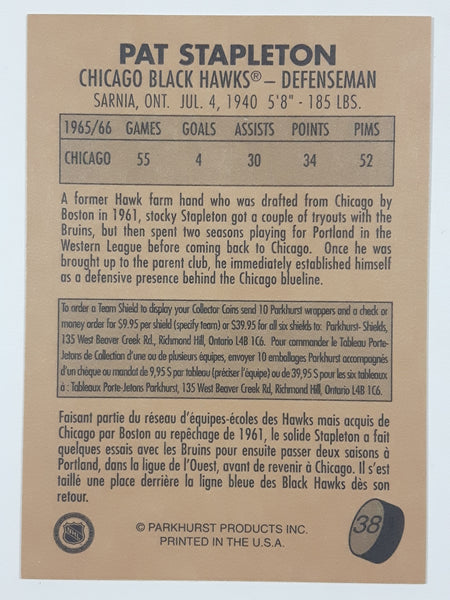 PAT STAPLETON
CHICAGO BLACK HAWKS® – DEFENSEMAN
SARNIA, ONT. JUL. 4, 1940 5'8" - 185 LBS.
1965/66 GAMES GOALS ASSISTS POINTS PIMS
CHICAGO 55 4 30 34 52
A former Hawk farm hand who was drafted from Chicago by
Boston in 1961, stocky Stapleton got a couple of tryouts with the
Bruins, but then spent two seasons playing for Portland in the
Western League before coming back to Chicago. Once he was
brought up to the parent club, he immediately established himself
as a defensive presence behind the Chicago blueline.
To order a Team Shield to display your Collector Coins send 10 Parkhurst wrappers and a check or
money order for $9.95 per shield (specify team) or $39.95 for all six shields to: Parkhurst- Shields,
135 West Beaver Creek Rd., Richmond Hill, Ontario L4B 1C6. Pour commander le Tableau Porte-
Jetons de Collection d'une ou de plusieurs équipes, envoyer 10 emballages Parkhurst accompagnés
d'un chèque ou mandat de 9,95 $ par tableau (préciser l'équipe) ou de 39,95 $ pour les six tableaux
à : Tableaux Porte-Jetons Parkhurst, 135 West Beaver Creek Rd, Richmond Hill, Ontario L4B 1C6.
Faisant partie du réseau d'équipes-écoles des Hawks mais acquis de
Chicago par Boston au repêchage de 1961, le solide Stapleton a fait
quelques essais avec les Bruins pour ensuite passer deux saisons à
Portland, dans la ligue de l'Ouest, avant de revenir à Chicago. Il s'est
taillé une place derrière la ligne bleue des Black Hawks dès son
retour.
NHL
© PARKHURST PRODUCTS INC.
PRINTED IN THE U.S.A.
38